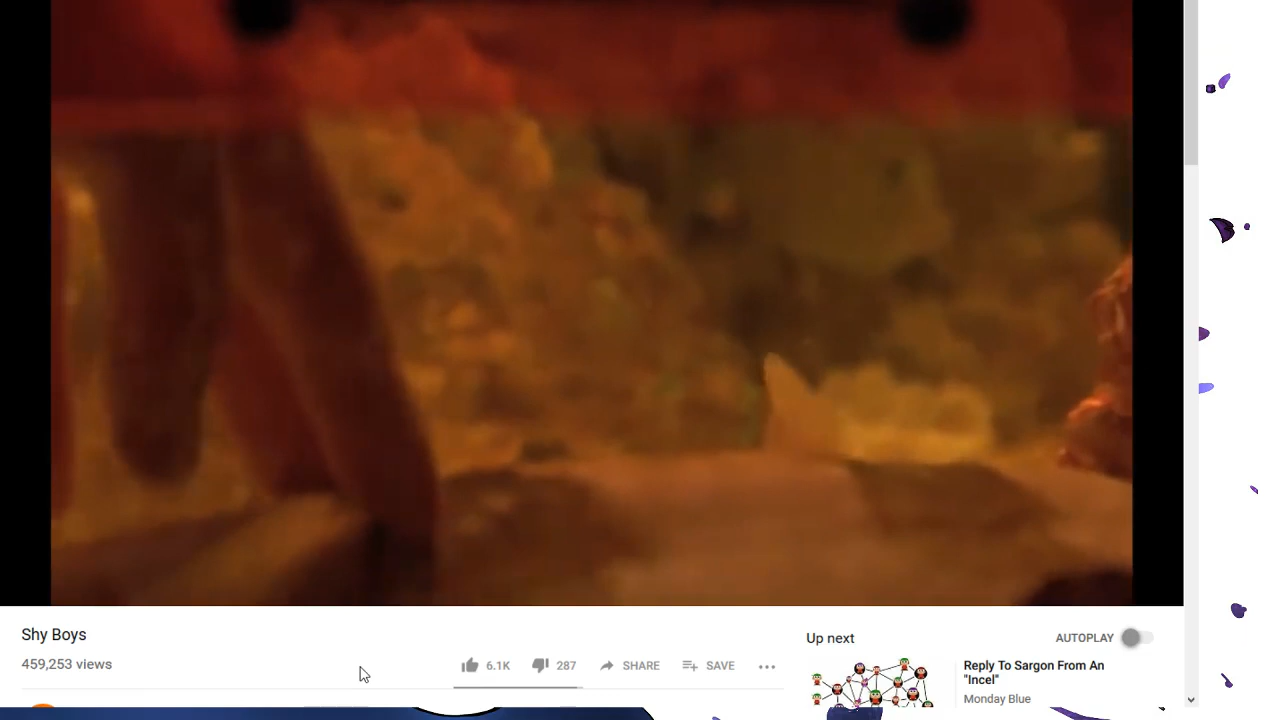 Shy Boys
459,253 views
6.1K 287 SHARE SAVE
Up next AUTOPLAY
Reply To Sargon From An
"Incel"
Monday Blue